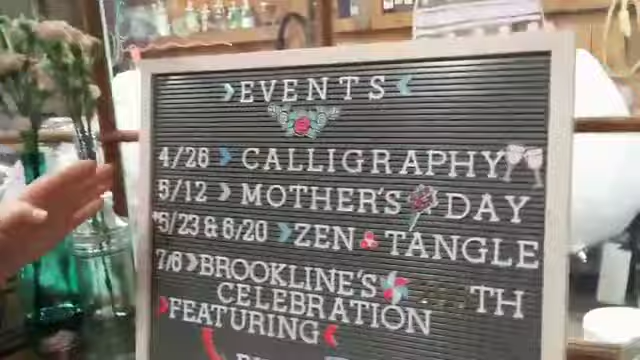 EVENTS
4/26 CALLIGRAPHY
5/12 MOTHER'S DAY
*5/23 & 6/20 ZEN TANGLE
7/6 BROOKLINE'S TH
CELEBRATION
FEATURING